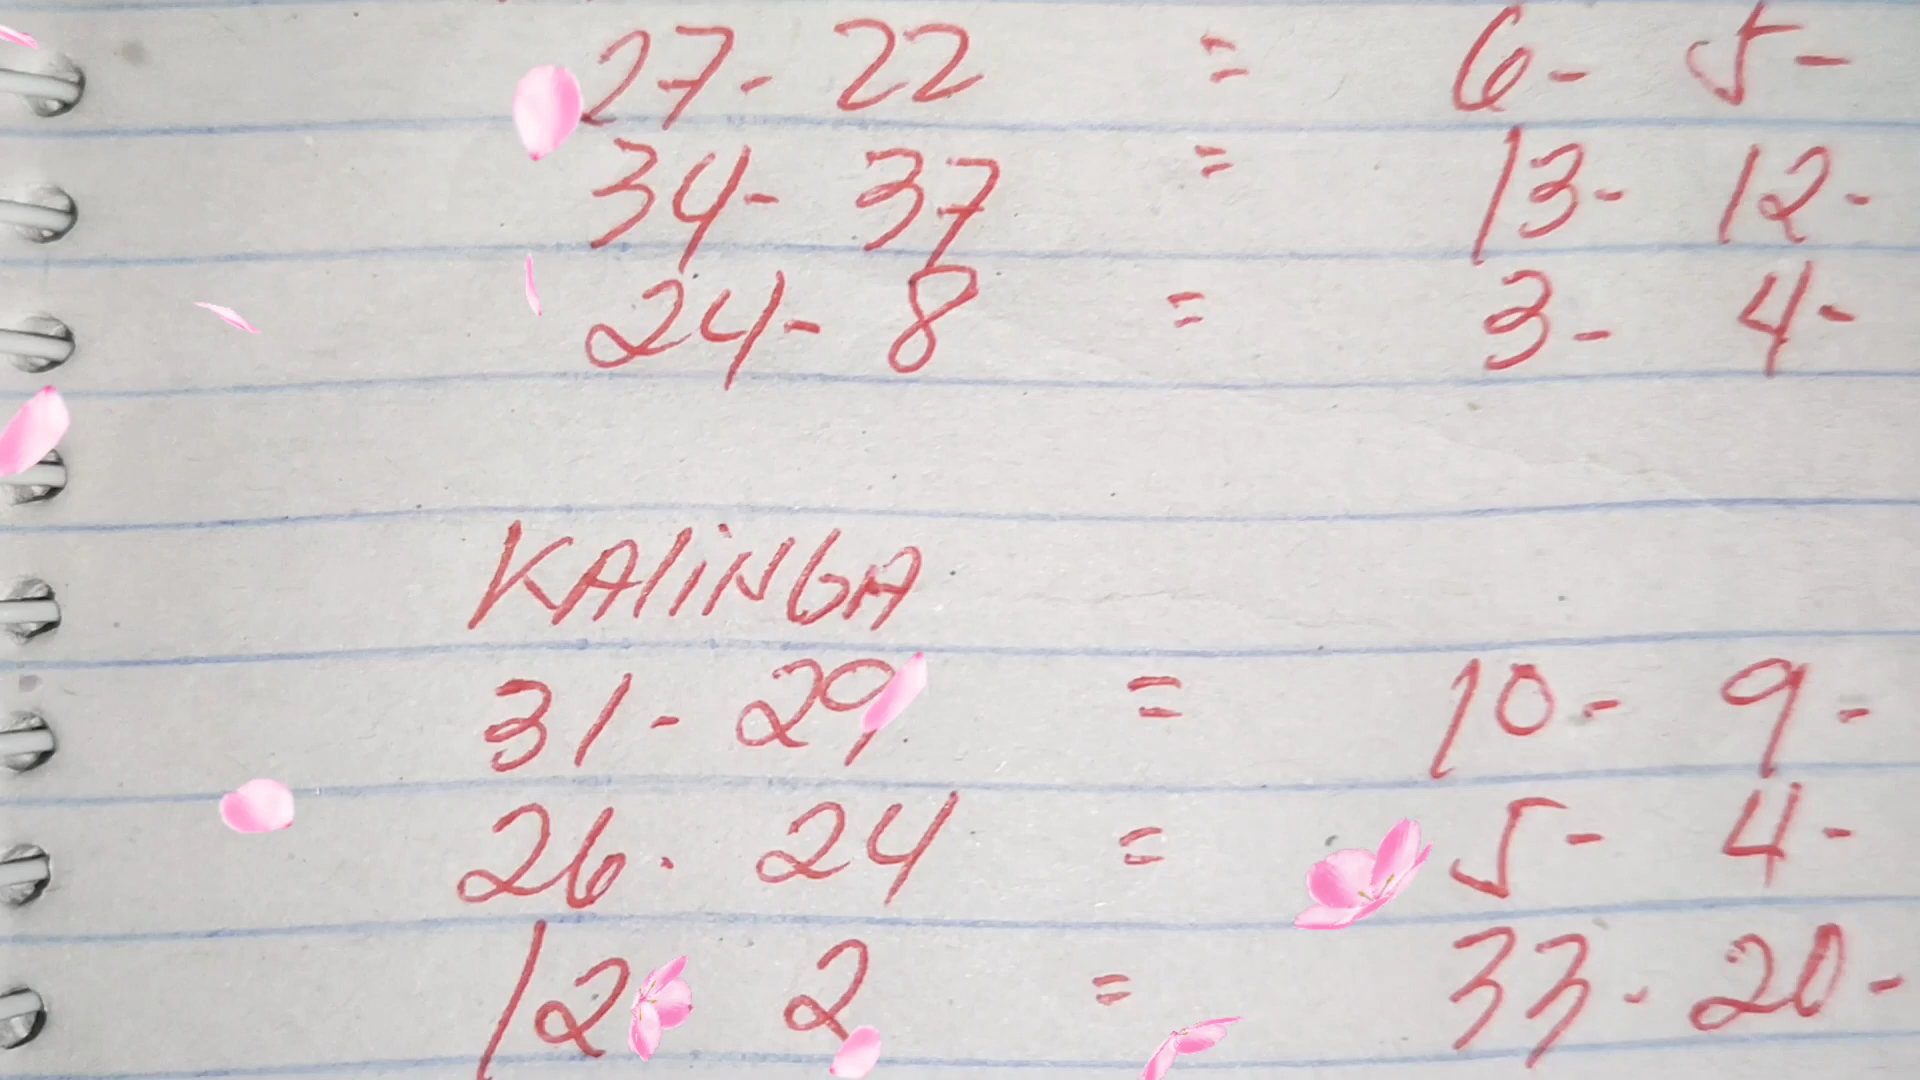 27- 22 = 6- 5-
34- 37 = 13- 12-
24- 8 = 3- 4-
KALiNGA
31- 29 = 10- 9-
26. 24 = 5- 4-
12 2 = 33- 20-